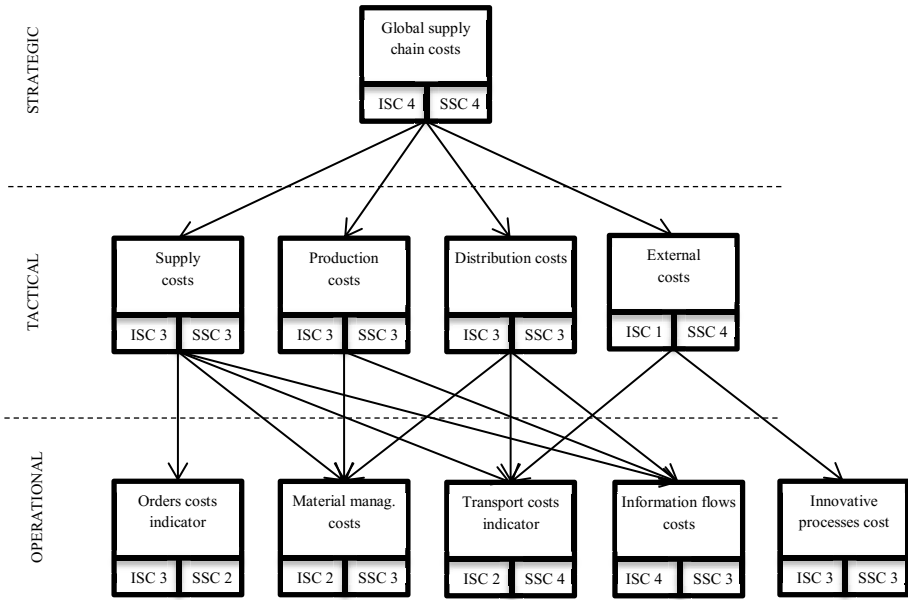 STRATEGIC
Global supply
chain costs
ISC 4
SSC 4
TACTICAL
Supply
costs
ISC 3
SSC 3
Production
costs
ISC 3
SSC 3
Distribution costs
ISC 3
SSC 3
External
costs
ISC 1
SSC 4
OPERATIONAL
Orders costs
indicator
ISC 3
SSC 2
Material manag.
costs
ISC 2
SSC 3
Transport costs
indicator
ISC 2
SSC 4
Information flows
costs
ISC 4
SSC 3
Innovative
processes cost
ISC 3
SSC 3